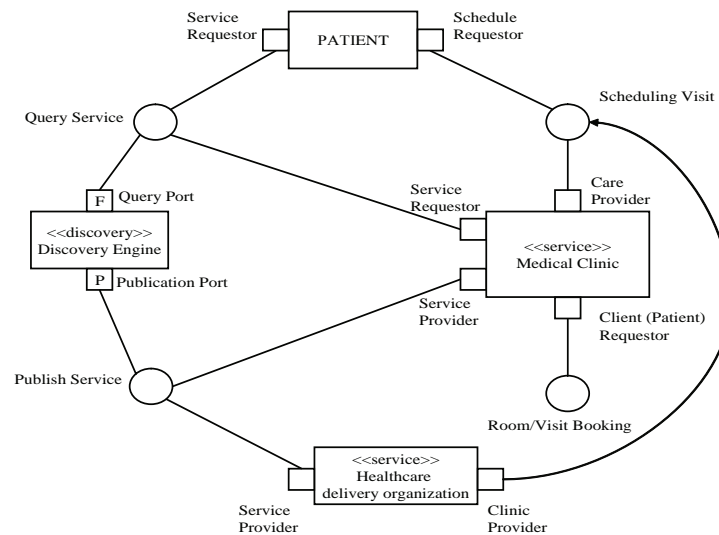 Service
Requestor
PATIENT
Schedule
Requestor
Query Service
Scheduling Visit
F
Query Port
Service
Requestor
Care
Provider
<<discovery>>
Discovery Engine
<<service>>
Medical Clinic
P
Publication Port
Service
Provider
Client (Patient)
Requestor
Publish Service
Room/Visit Booking
<<service>>
Healthcare
delivery organization
Service
Provider
Clinic
Provider